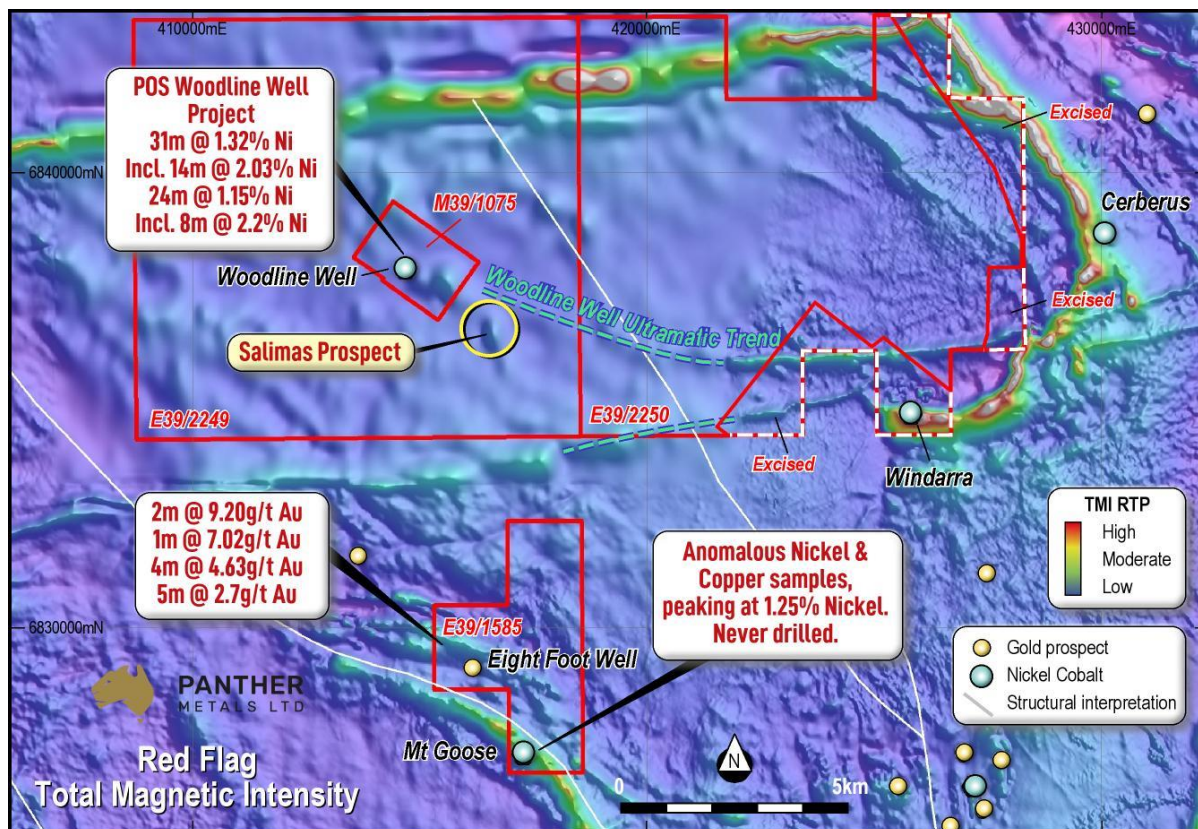 410000mE
420000mE
430000mE
POS Woodline Well
Project
31m @ 1.32% Ni
Incl. 14m @ 2.03% Ni
24m @ 1.15% Ni
Incl. 8m @ 2.2% Ni
Excised
6840000mN
M39/1075
Cerberus
Woodline Well
Woodline Well Ultramatic Trend
Excised
Salimas Prospect
E39/2249
E39/2250
Excised
Windarra
2m @ 9.20g/t Au
1m @ 7.02g/t Au
4m @ 4.63g/t Au
5m @ 2.7g/t Au
TMI RTP
High
Moderate
Low
Anomalous Nickel &
Copper samples,
peaking at 1.25% Nickel.
Never drilled.
6830000mN
E39/1585
Eight Foot Well
Gold prospect
Nickel Cobalt
Structural interpretation
PANTHER
METALS LTD
Mt Goose
Red Flag
Total Magnetic Intensity
N
0
5km